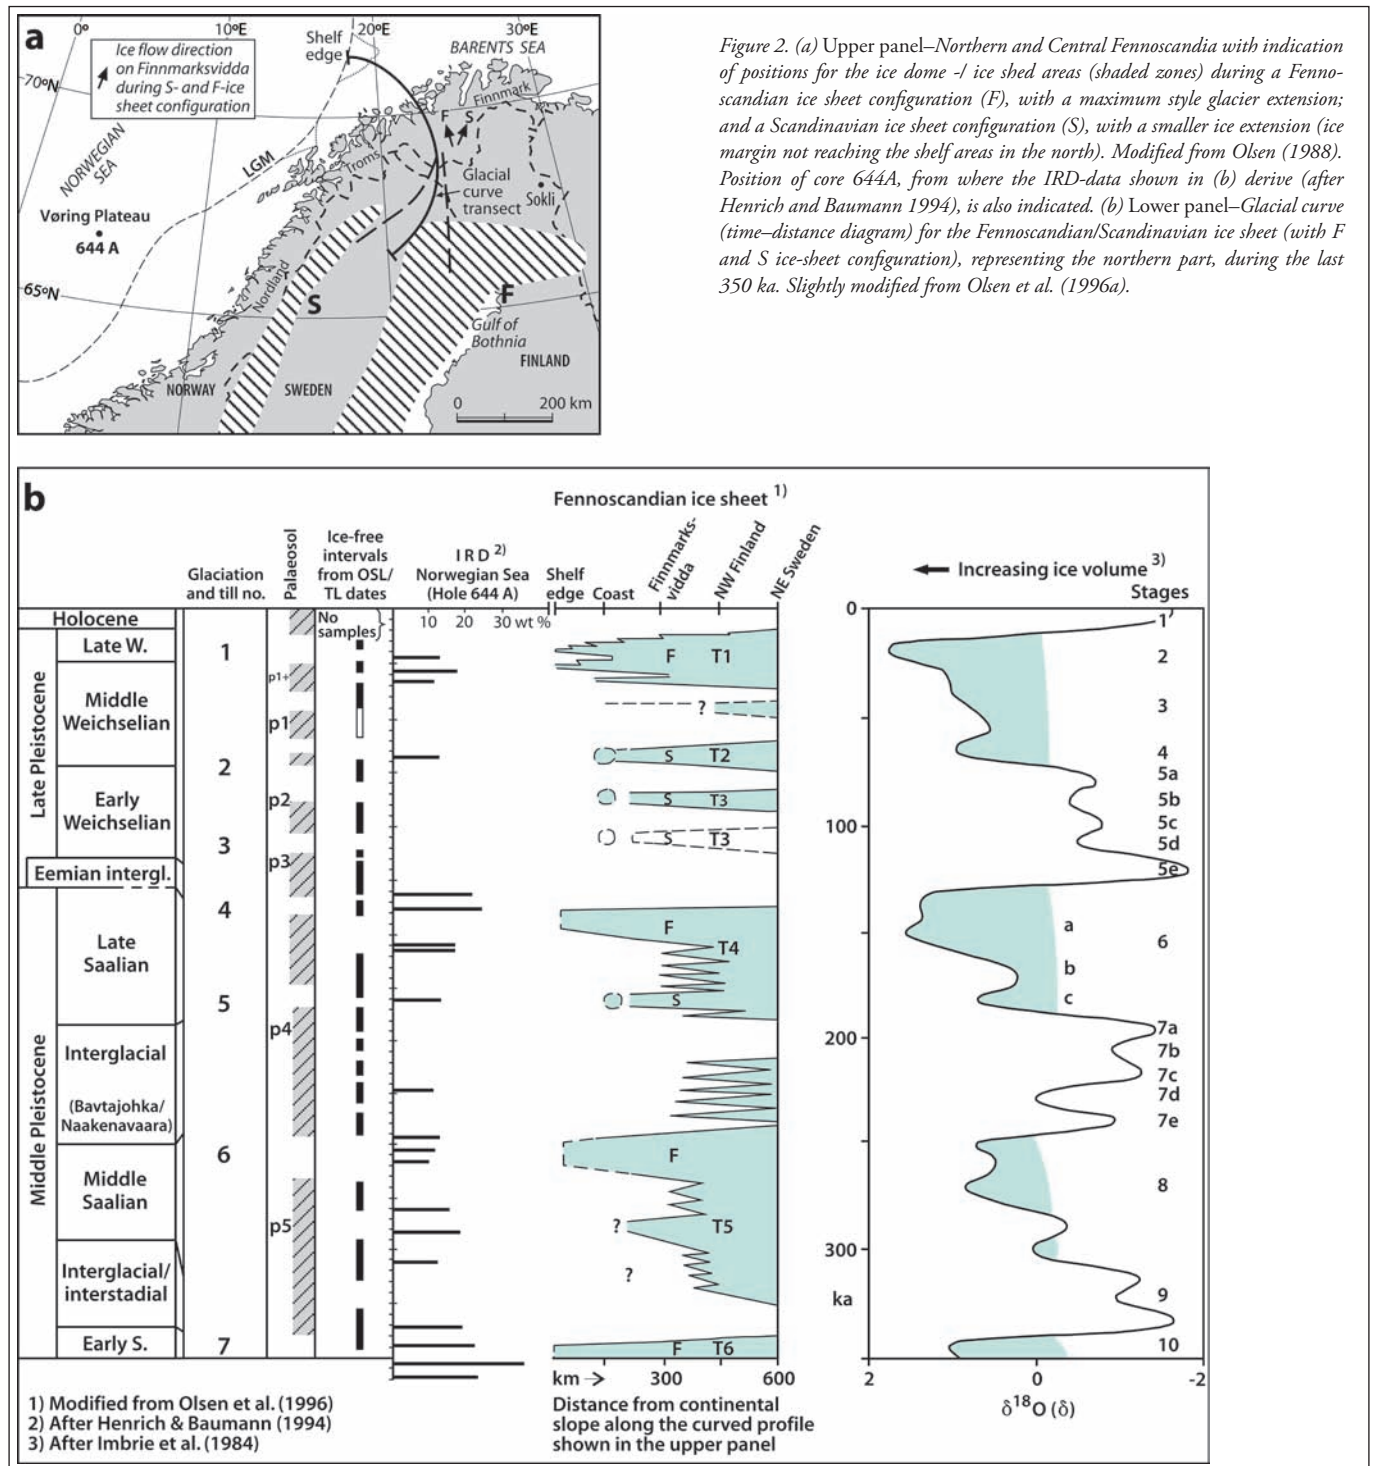 a
0°
10°E
20°E
30°E
70°N
65°N
Ice flow direction
on Finnmarksvidda
during S- and F-ice
sheet configuration
Shelf
edge
BARENTS SEA
Finnmark
F S
NORWEGIAN
SEA
LGM
Troms
Glacial
curve
transect
Sokli
Vøring Plateau
644 A
Nordland
S
F
Gulf of
Bothnia
FINLAND
NORWAY
SWEDEN
0 200 km
Figure 2. (a) Upper panel–Northern and Central Fennoscandia with indication
of positions for the ice dome -/ ice shed areas (shaded zones) during a Fenno-
scandian ice sheet configuration (F), with a maximum style glacier extension;
and a Scandinavian ice sheet configuration (S), with a smaller ice extension (ice
margin not reaching the shelf areas in the north). Modified from Olsen (1988).
Position of core 644A, from where the IRD-data shown in (b) derive (after
Henrich and Baumann 1994), is also indicated. (b) Lower panel–Glacial curve
(time–distance diagram) for the Fennoscandian/Scandinavian ice sheet (with F
and S ice-sheet configuration), representing the northern part, during the last
350 ka. Slightly modified from Olsen et al. (1996a).
b
Fennoscandian ice sheet 1)
Glaciation
and till no.
Palaeosol
Ice-free
intervals
from OSL/
TL dates
IRD 2)
Norwegian Sea
(Hole 644 A)
Shelf
edge
Coast
Finnmarks-
vidda
NW Finland
NE Sweden
Increasing ice volume 3)
Stages
No
samples
10 20 30 wt %
Holocene
Late Pleistocene
Late W.
Middle
Weichselian
Early
Weichselian
Eemian intergl.
Middle Pleistocene
Late
Saalian
Interglacial
(Bavtajohka/
Naakenavaara)
Middle
Saalian
Interglacial/
interstadial
Early S.
1
2
3
4
5
6
7
p1+
p1
p2
p3
p4
p5
F T1
?
S T2
S T3
S T3
F
T4
S
F
? T5
?
F T6
km → 300 600
Distance from continental
slope along the curved profile
shown in the upper panel
0
100
200
300
ka
1
2
3
4
5a
5b
5c
5d
5e
a
6
b
c
7a
7b
7c
7d
7e
8
9
10
2 0 -2
δ18O (δ)
1) Modified from Olsen et al. (1996)
2) After Henrich & Baumann (1994)
3) After Imbrie et al. (1984)